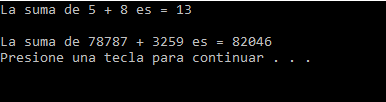 La suma de 5 + 8 es = 13
La suma de 78787 + 3259 es = 82046
Presione una tecla para continuar . . .